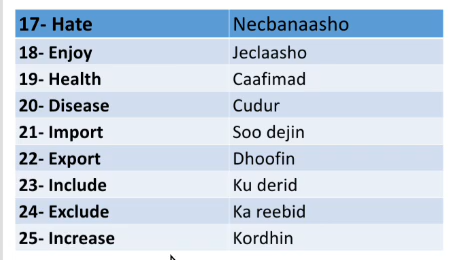 17- Hate Necbanaasho
18- Enjoy Jeclaasho
19- Health Caafimad
20- Disease Cudur
21- Import Soo dejin
22- Export Dhoofin
23- Include Ku derid
24- Exclude Ka reebid
25- Increase Kordhin